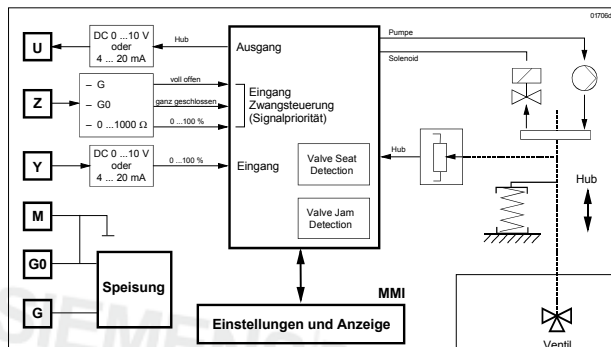 01706d
U
DC 0 ...10 V
oder
4 ... 20 mA
Hub
Ausgang
Pumpe
Solenoid
Z
– G
– G0
– 0 ...1000 Ω
voll offen
ganz geschlossen
0 ...100 %
Eingang
Zwangsteuerung
(Signalpriorität)
Y
DC 0 ...10 V
oder
4 ... 20 mA
0 ...100 %
Eingang
Valve Seat
Detection
Valve Jam
Detection
Hub
Hub
M
G0
G
Speisung
MMI
Einstellungen und Anzeige
Ventil
SIEMENS